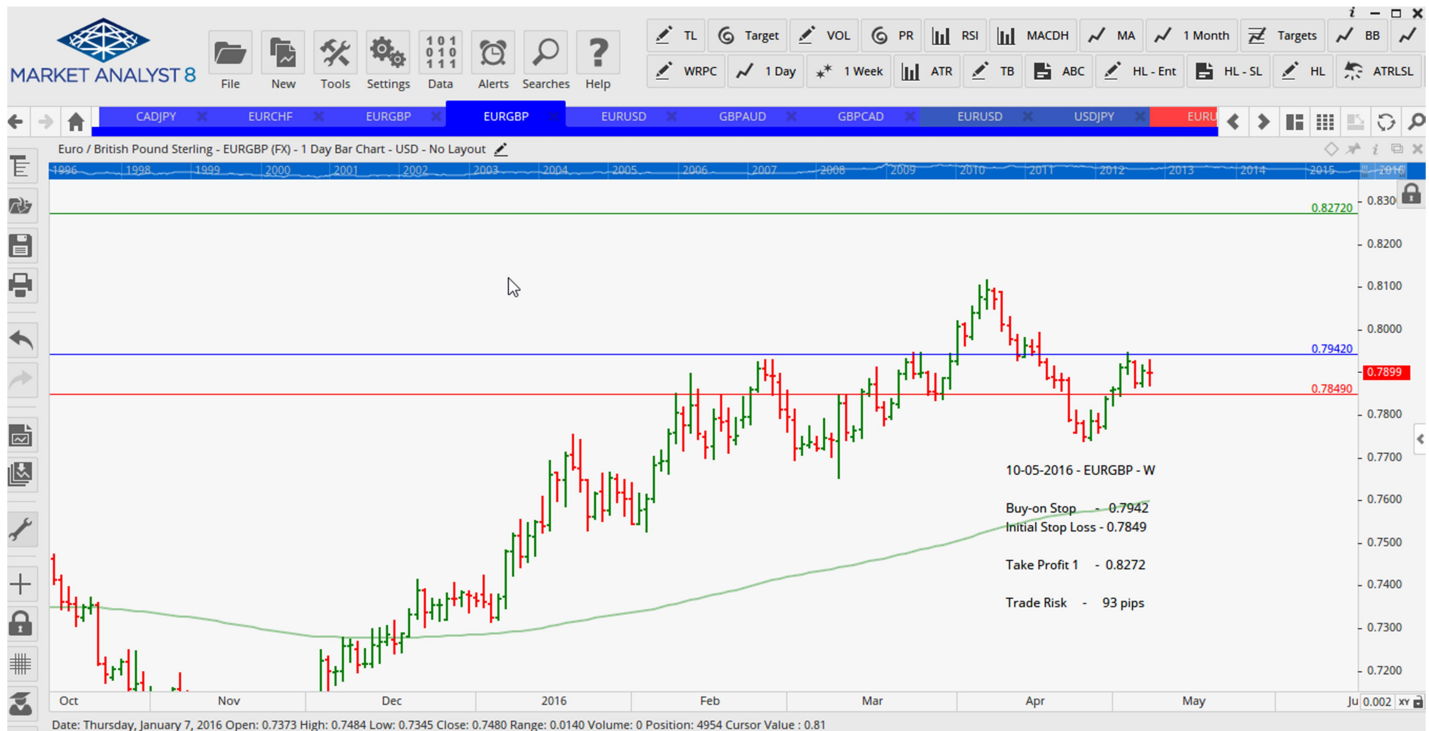 MARKET ANALYST 8
File New Tools Settings Data Alerts Searches Help
TL Target VOL PR RSI MACDH MA 1 Month Targets BB
WRPC 1 Day 1 Week ATR TB ABC HL - Ent HL - SL HL ATRLSL
101
010
111
CADJPY EURCHF EURGBP EURGBP EURUSD GBPAUD GBPCAD EURUSD USDJPY EURU
Euro / British Pound Sterling - EURGBP (FX) - 1 Day Bar Chart - USD - No Layout
1996 1998 1999 2000 2001 2002 2003 2004 2005 2006 2007 2008 2009 2010 2011 2012 2013 2014 2015 2016
0.830
0.82720
0.8200
0.8100
0.8000
0.79420
0.7899
0.78490
0.7800
0.7700
0.7600
0.7500
0.7400
0.7300
0.7200
10-05-2016 - EURGBP - W
Buy-on Stop - 0.7942
Initial Stop Loss - 0.7849
Take Profit 1 - 0.8272
Trade Risk - 93 pips
Oct Nov Dec 2016 Feb Mar Apr May Ju 0.002 XY
Date: Thursday, January 7, 2016 Open: 0.7373 High: 0.7484 Low: 0.7345 Close: 0.7480 Range: 0.0140 Volume: 0 Position: 4954 Cursor Value : 0.81